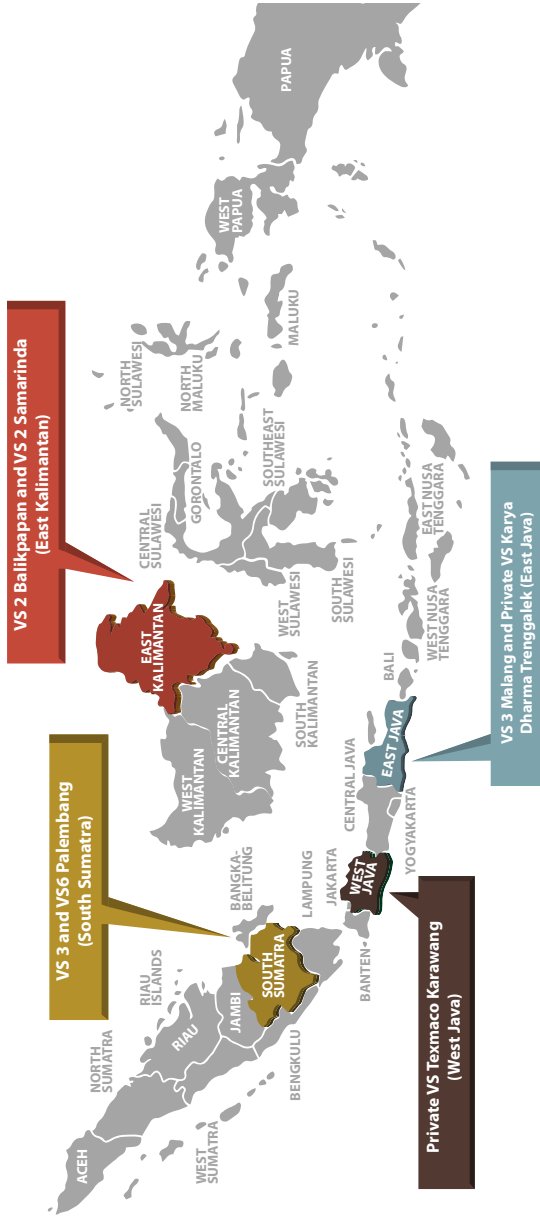 VS 2 Balikpapan and VS 2 Samarinda
(East Kalimantan)
VS 3 and VS6 Palembang
(South Sumatra)
ACEH
NORTH
SUMATRA
RIAU
RIAU
ISLANDS
WEST
SUMATRA
JAMBI
BENGKULU
SOUTH
SUMATRA
BANGKA-
BELITUNG
LAMPUNG
BANTEN
JAKARTA
WEST
JAVA
CENTRAL JAVA
YOGYAKARTA
EAST JAVA
BALI
WEST NUSA
TENGGARA
EAST NUSA
TENGGARA
WEST
KALIMANTAN
CENTRAL
KALIMANTAN
SOUTH
KALIMANTAN
EAST
KALIMANTAN
CENTRAL
SULAWESI
WEST
SULAWESI
SOUTH
SULAWESI
GORONTALO
SOUTHEAST
SULAWESI
NORTH
SULAWESI
NORTH
MALUKU
MALUKU
WEST
PAPUA
PAPUA
Private VS Texmaco Karawang
(West Java)
VS 3 Malang and Private VS Karya
Dharma Trenggalek (East Java)